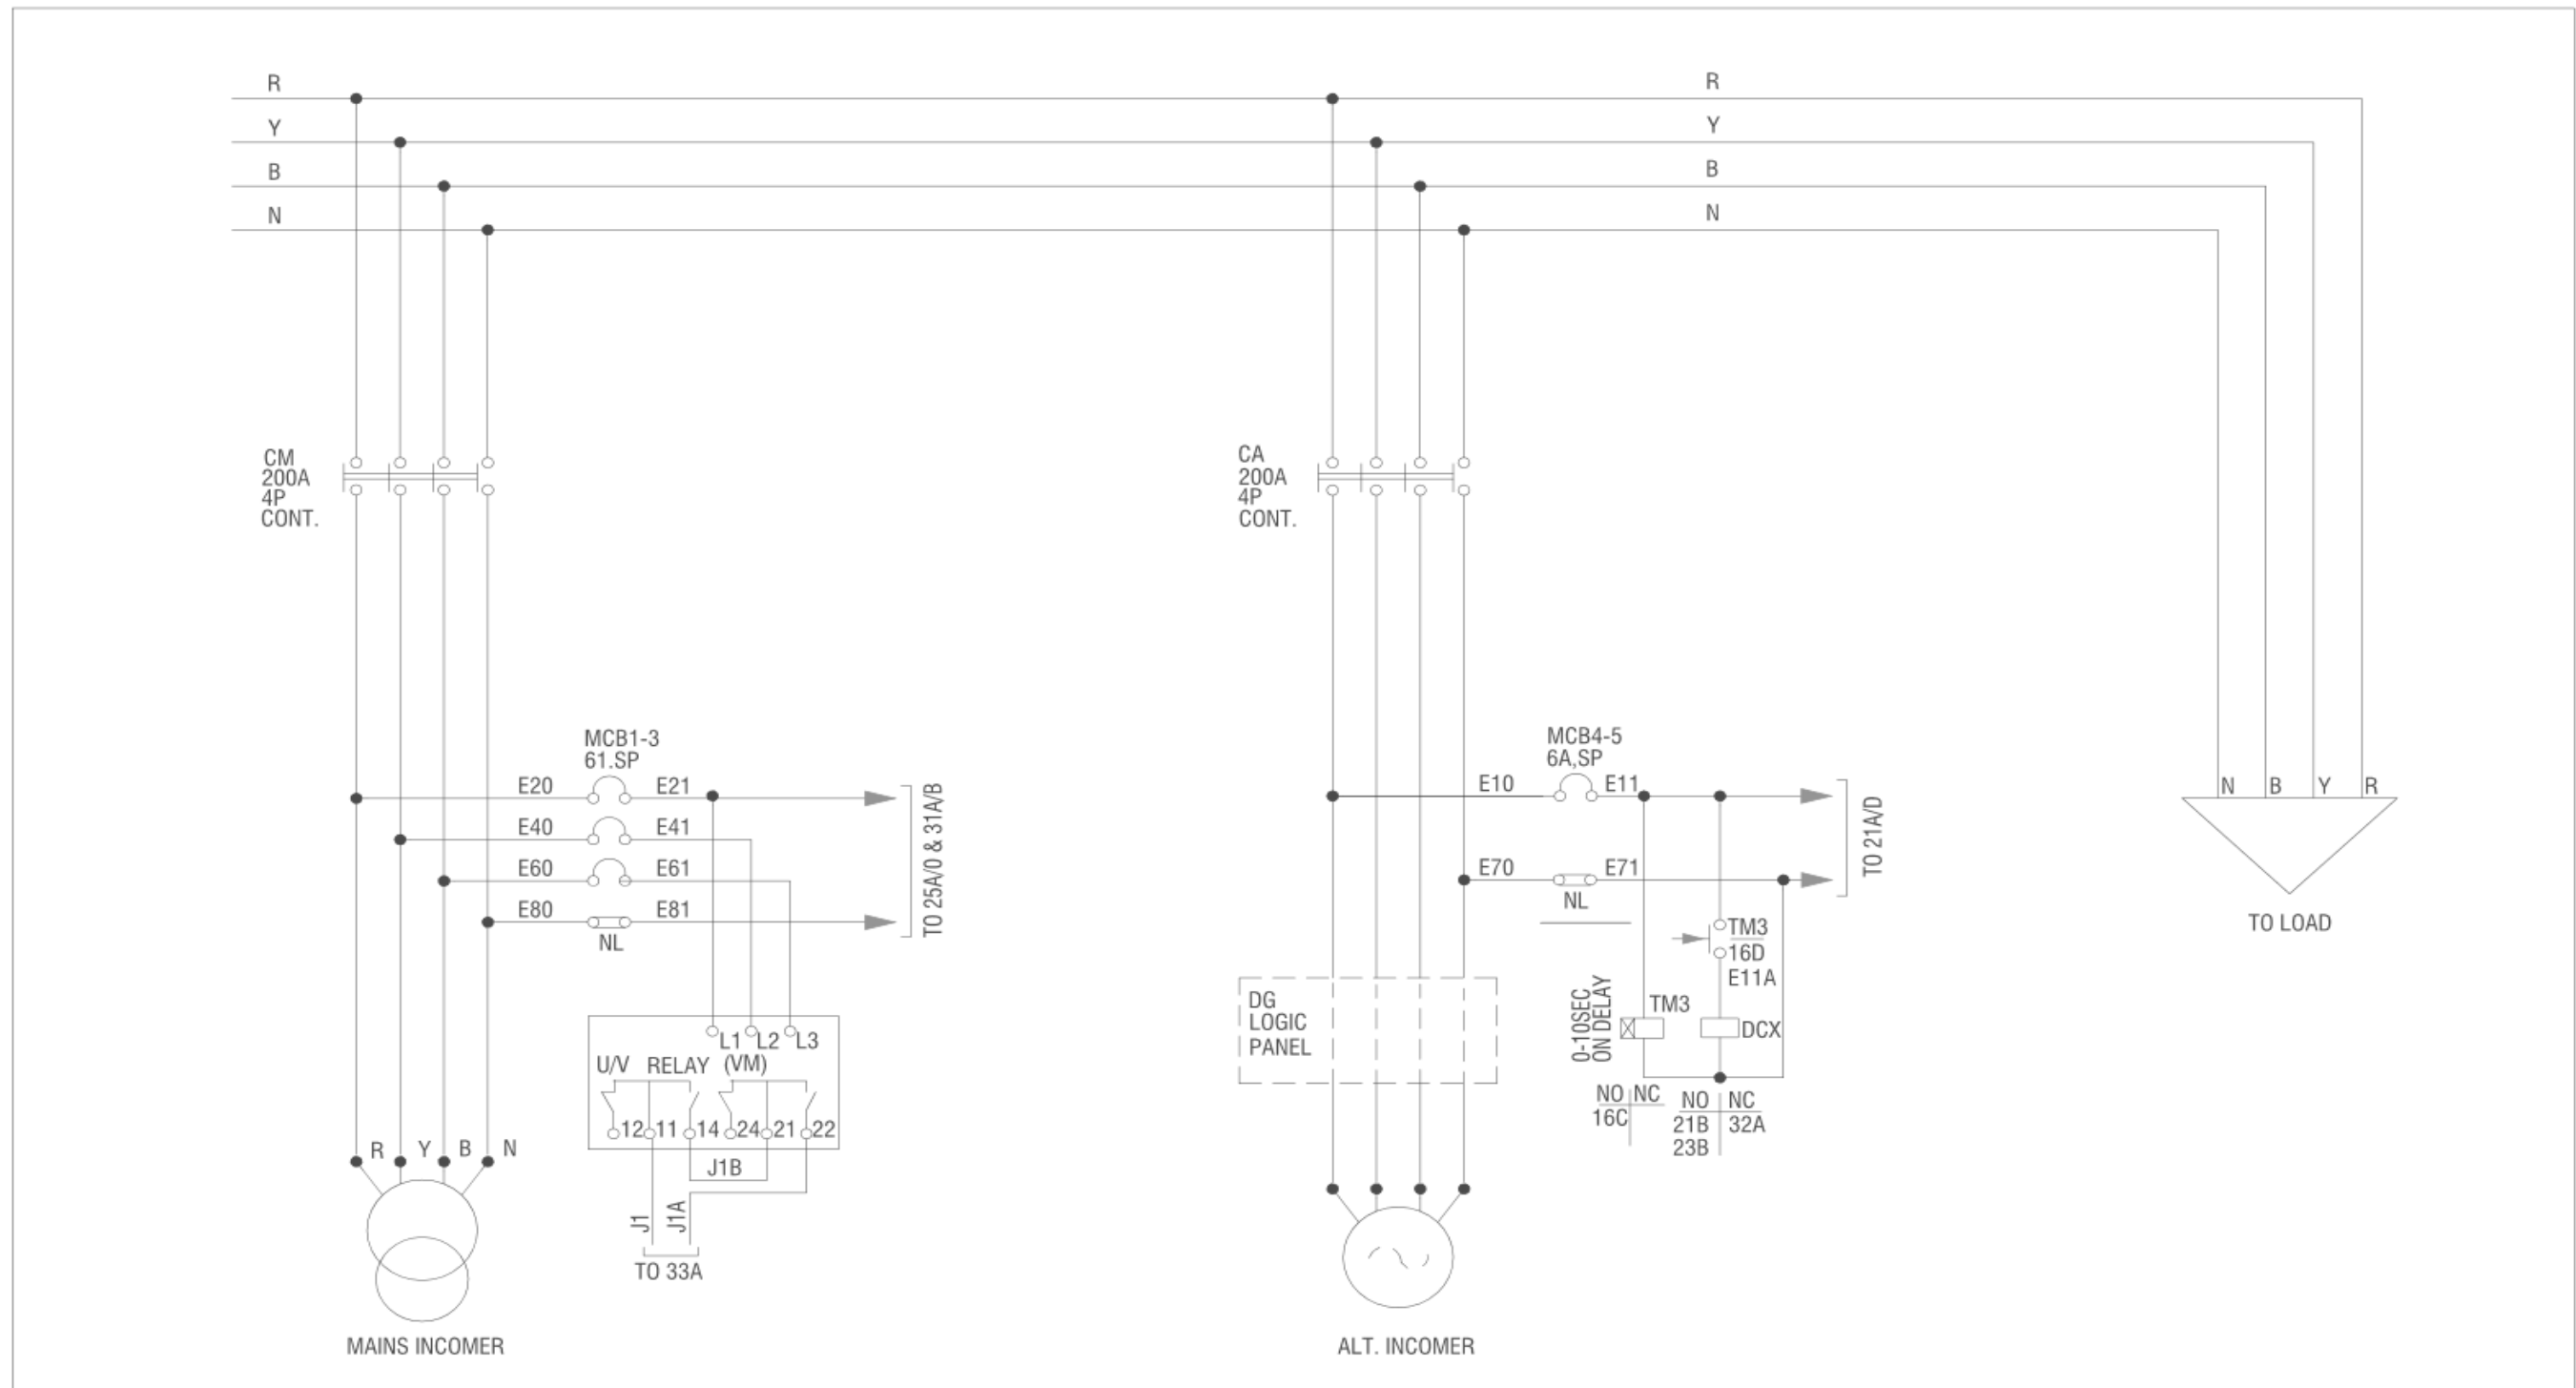 R
R
Y
Y
B
B
N
N
CM
200A
4P
CONT.
CA
200A
4P
CONT.
MCB1-3
61.SP
E20
E21
E40
E41
E60
E61
E80
E81
NL
TO 25A/0 & 31A/B
L1
L2
L3
U/V
RELAY
(VM)
12
11
14
24
21
22
J1B
J1
J1A
TO 33A
R
Y
B
N
MAINS INCOMER
MCB4-5
6A,SP
E10
E11
E70
E71
NL
TO 21A/D
TM3
16D
E11A
DG
LOGIC
PANEL
0-10SEC
ON DELAY
TM3
DCX
NO
NC
16C
NO
NC
21B
32A
23B
ALT. INCOMER
N
B
Y
R
TO LOAD